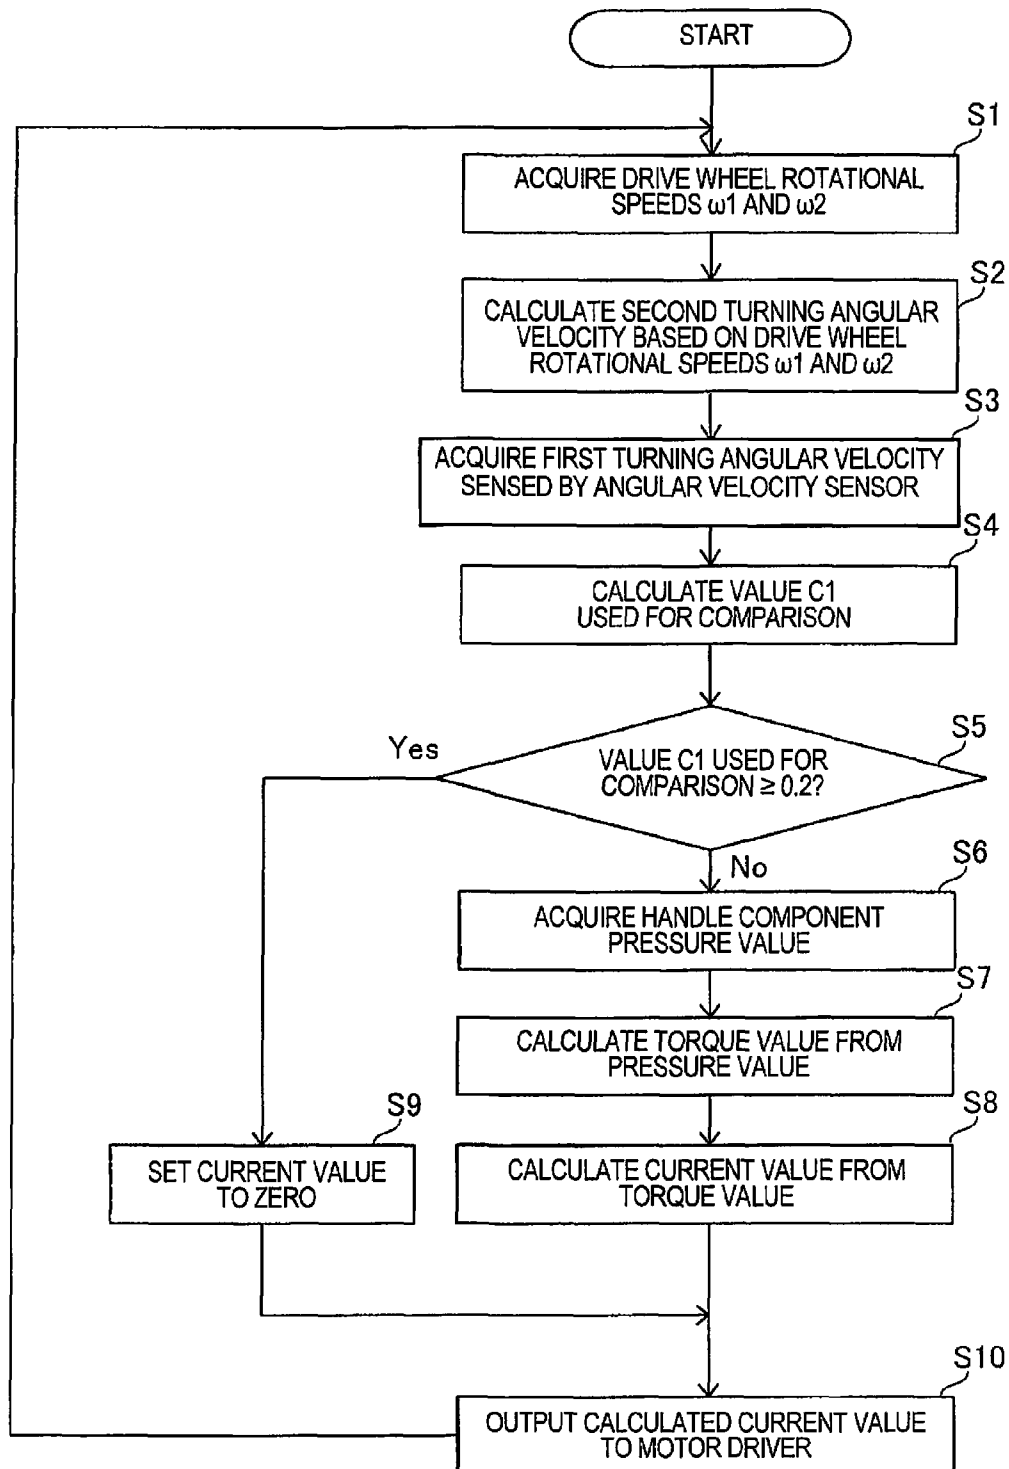 START
S1
ACQUIRE DRIVE WHEEL ROTATIONAL
SPEEDS ω1 AND ω2
S2
CALCULATE SECOND TURNING ANGULAR
VELOCITY BASED ON DRIVE WHEEL
ROTATIONAL SPEEDS ω1 AND ω2
S3
ACQUIRE FIRST TURNING ANGULAR VELOCITY
SENSED BY ANGULAR VELOCITY SENSOR
S4
CALCULATE VALUE C1
USED FOR COMPARISON
S5
Yes
VALUE C1 USED FOR
COMPARISON ≥ 0.2?
No
S6
ACQUIRE HANDLE COMPONENT
PRESSURE VALUE
S7
CALCULATE TORQUE VALUE FROM
PRESSURE VALUE
S9
SET CURRENT VALUE
TO ZERO
S8
CALCULATE CURRENT VALUE FROM
TORQUE VALUE
S10
OUTPUT CALCULATED CURRENT VALUE
TO MOTOR DRIVER